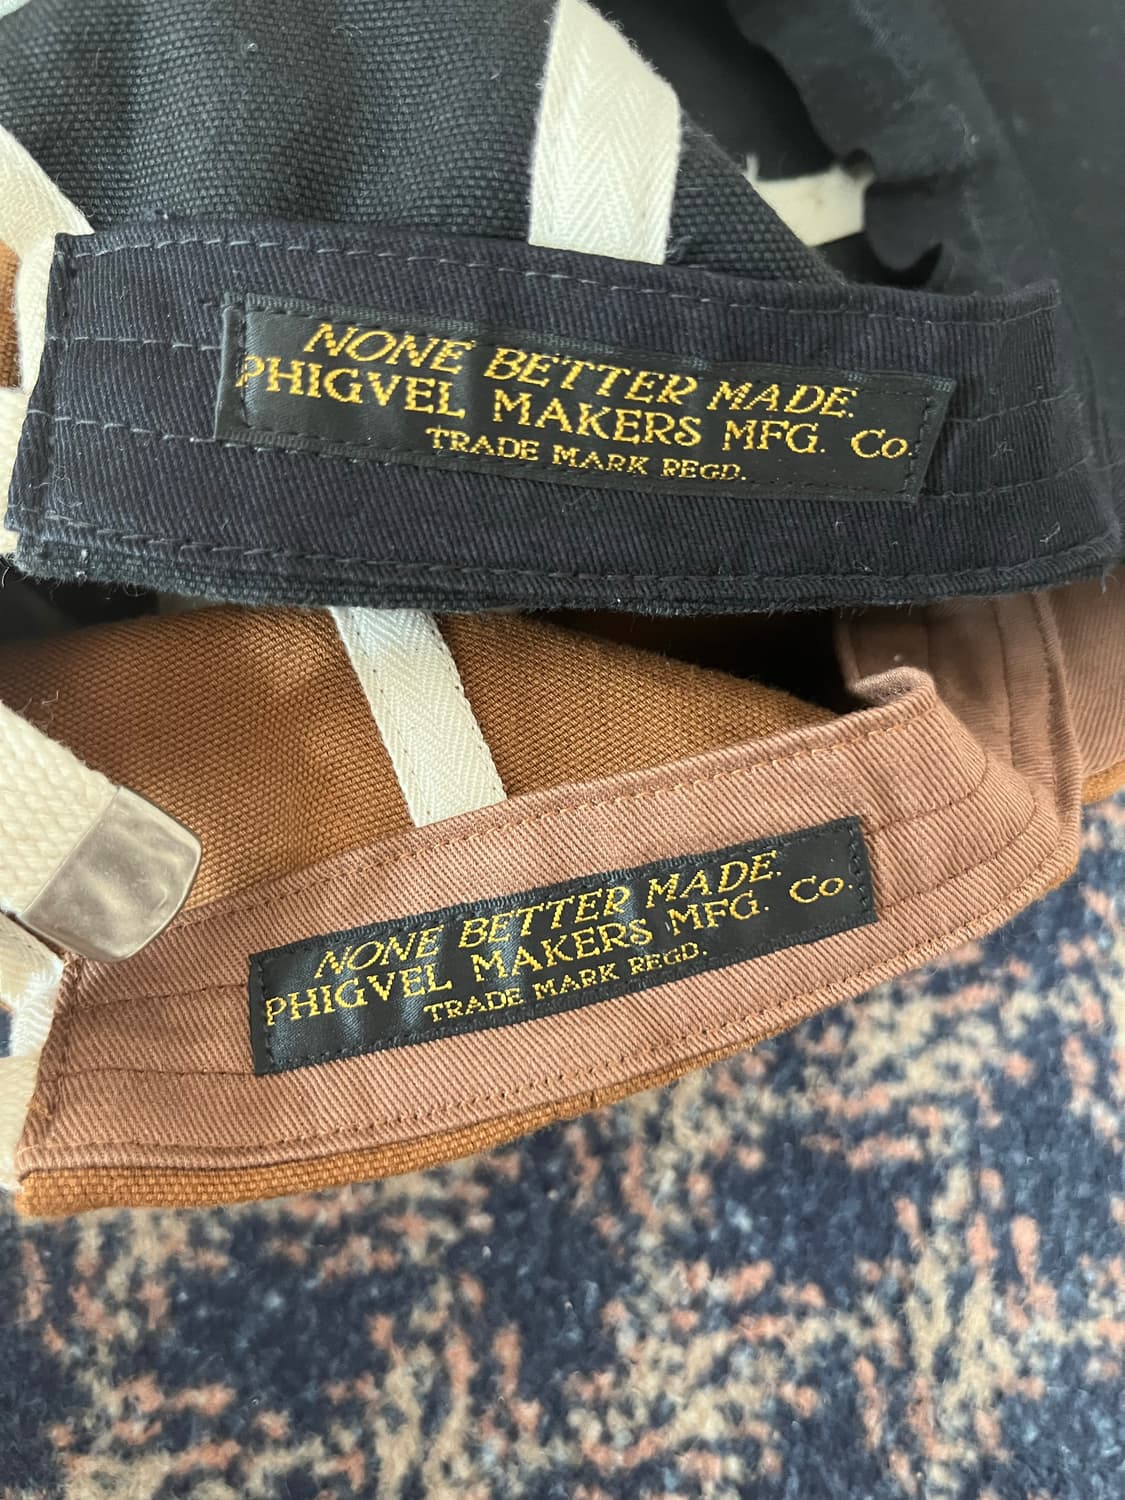 NONE BETTER MADE.
PHIGVEL MAKERS MFG. Co.
TRADE MARK REGD.
NONE BETTER MADE.
PHIGVEL MAKERS MFG. Co.
TRADE MARK REGD.